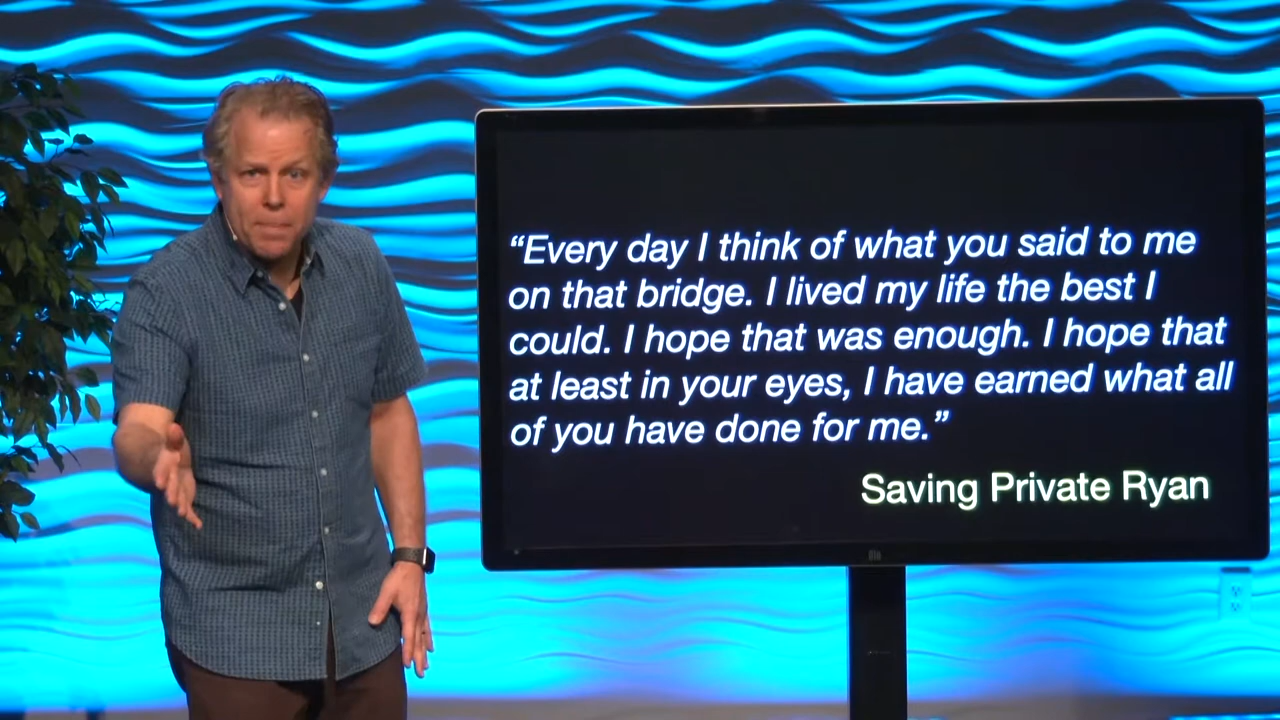 “Every day I think of what you said to me
on that bridge. I lived my life the best I
could. I hope that was enough. I hope that
at least in your eyes, I have earned what all
of you have done for me.”
Saving Private Ryan
elo